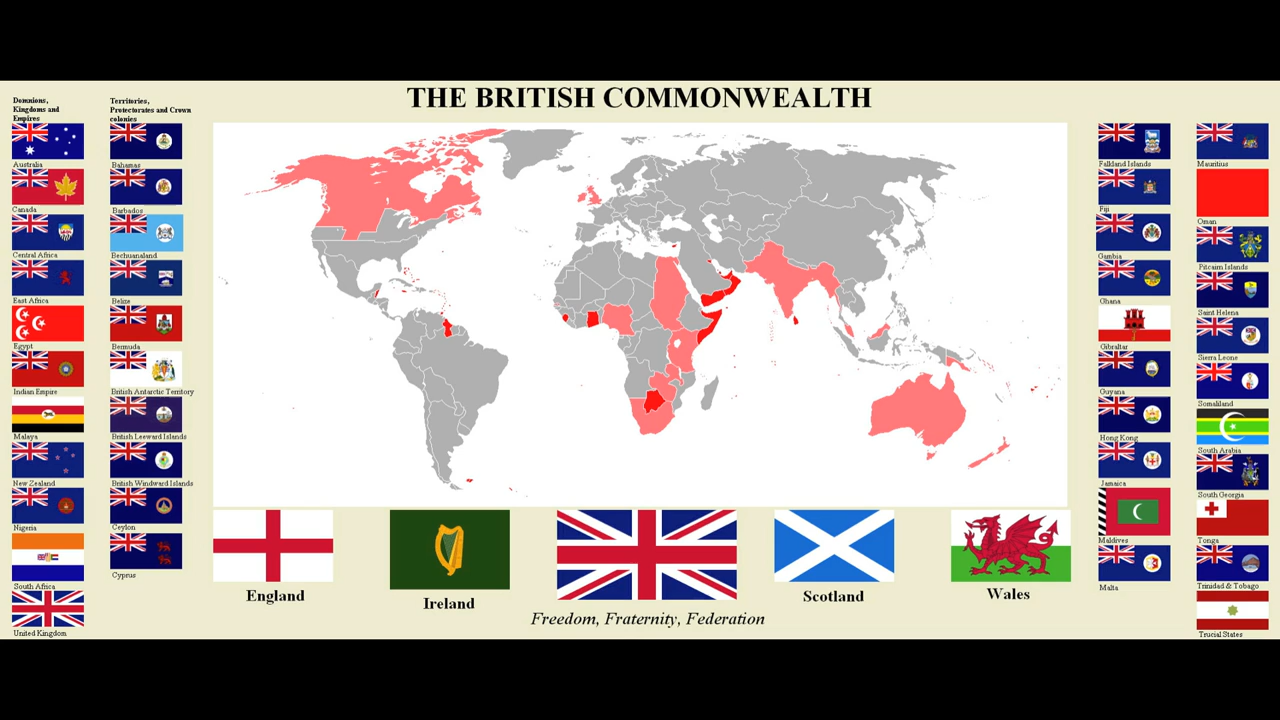 THE BRITISH COMMONWEALTH
Domnions,
Kingdoms and
Empires
Australia
Canada
Central Africa
East Africa
Egypt
Indian Empire
Malaya
New Zealand
Nigeria
South Africa
United Kingdom
Territories,
Protectorates and Crown
colonies
Bahamas
Barbados
Bechuanaland
Belize
Bermuda
British Antarctic Territory
British Leeward Islands
British Windward Islands
Ceylon
Cyprus
England
Ireland
Scotland
Wales
Freedom, Fraternity, Federation
Falkland Islands
Fiji
Gambia
Ghana
Gibraltar
Guyana
Hong Kong
Jamaica
Maldives
Malta
Mauritius
Oman
Pitcairn Islands
Saint Helena
Sierra Leone
Somaliland
South Arabia
South Georgia
Tonga
Trinidad & Tobago
Trucial States